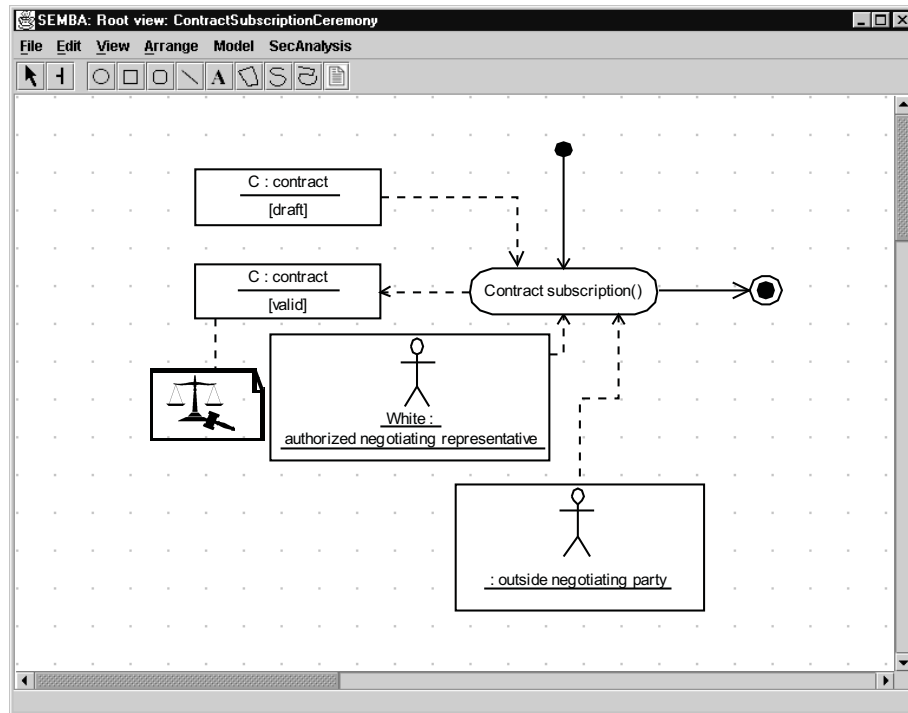 SEMBA: Root view: ContractSubscriptionCeremony
File Edit View Arrange Model SecAnalysis
A
C : contract
[draft]
C : contract
[valid]
Contract subscription()
White :
authorized negotiating representative
: outside negotiating party